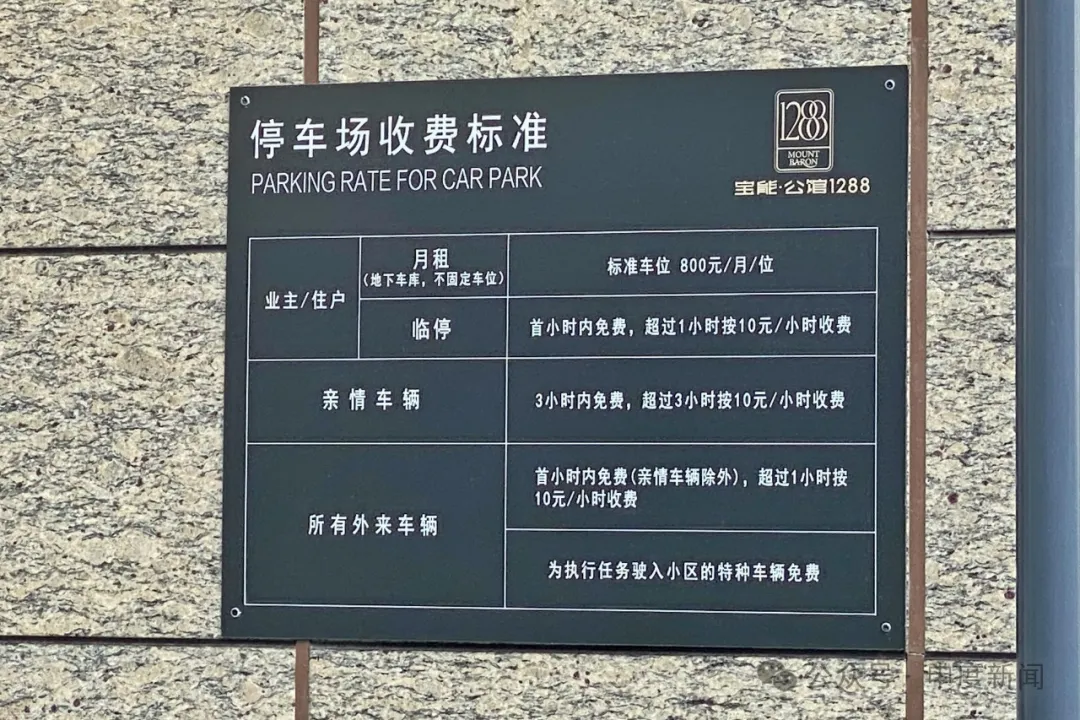 停车场收费标准
PARKING RATE FOR CAR PARK
1288
MOUNT
BARON
宝能·公馆1288
业主/住户
月租
(地下车库，不固定车位)
标准车位 800元/月/位
临停
首小时内免费，超过1小时按10元/小时收费
亲情车辆
3小时内免费，超过3小时按10元/小时收费
所有外来车辆
首小时内免费(亲情车辆除外)，超过1小时按
10元/小时收费
为执行任务驶入小区的特种车辆免费
公众号·申度新闻